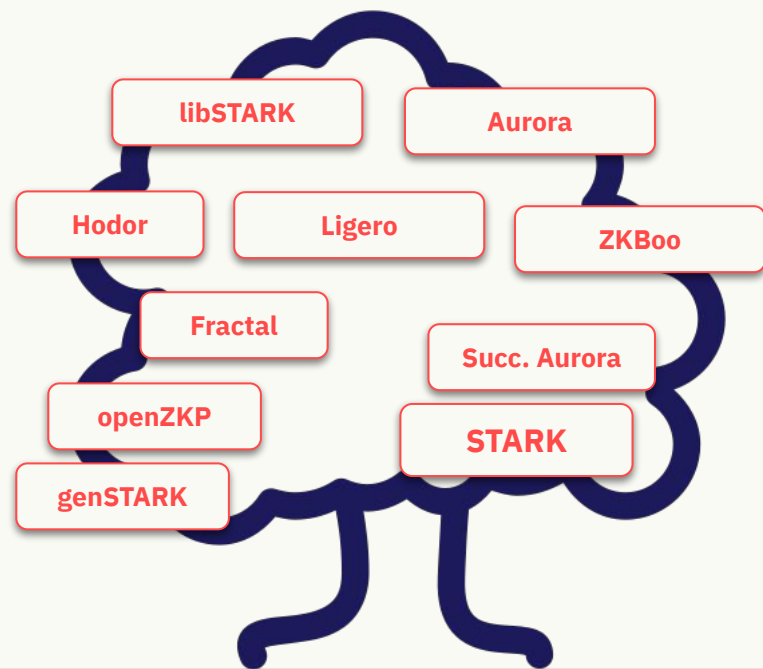 libSTARK
Aurora
Hodor
Ligero
ZKBoo
Fractal
Succ. Aurora
openZKP
STARK
genSTARK